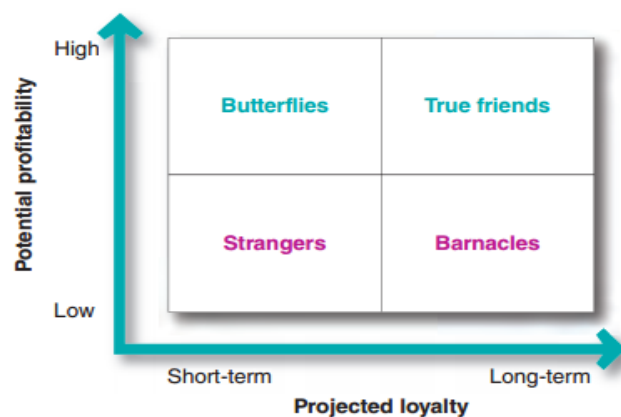 Potential profitability
High
Butterflies
True friends
Strangers
Barnacles
Low
Short-term
Long-term
Projected loyalty